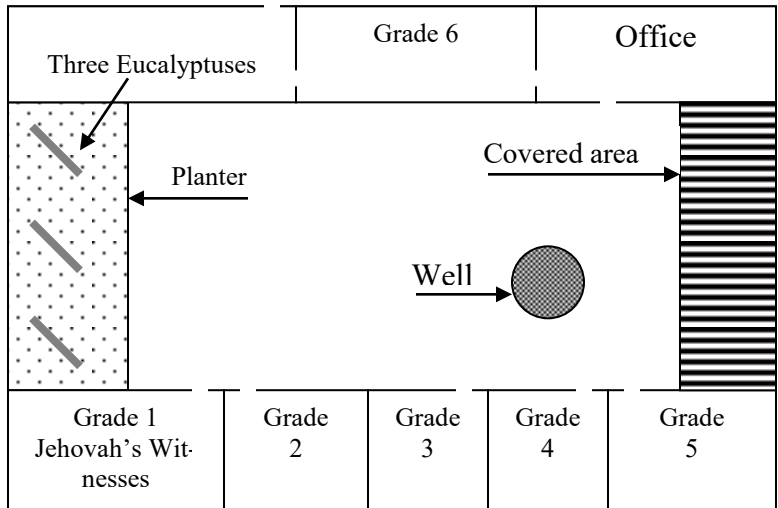 Grade 6
Office
Three Eucalyptuses
Covered area
Planter
Well
Grade 1
Jehovah’s Wit-
nesses
Grade
2
Grade
3
Grade
4
Grade
5